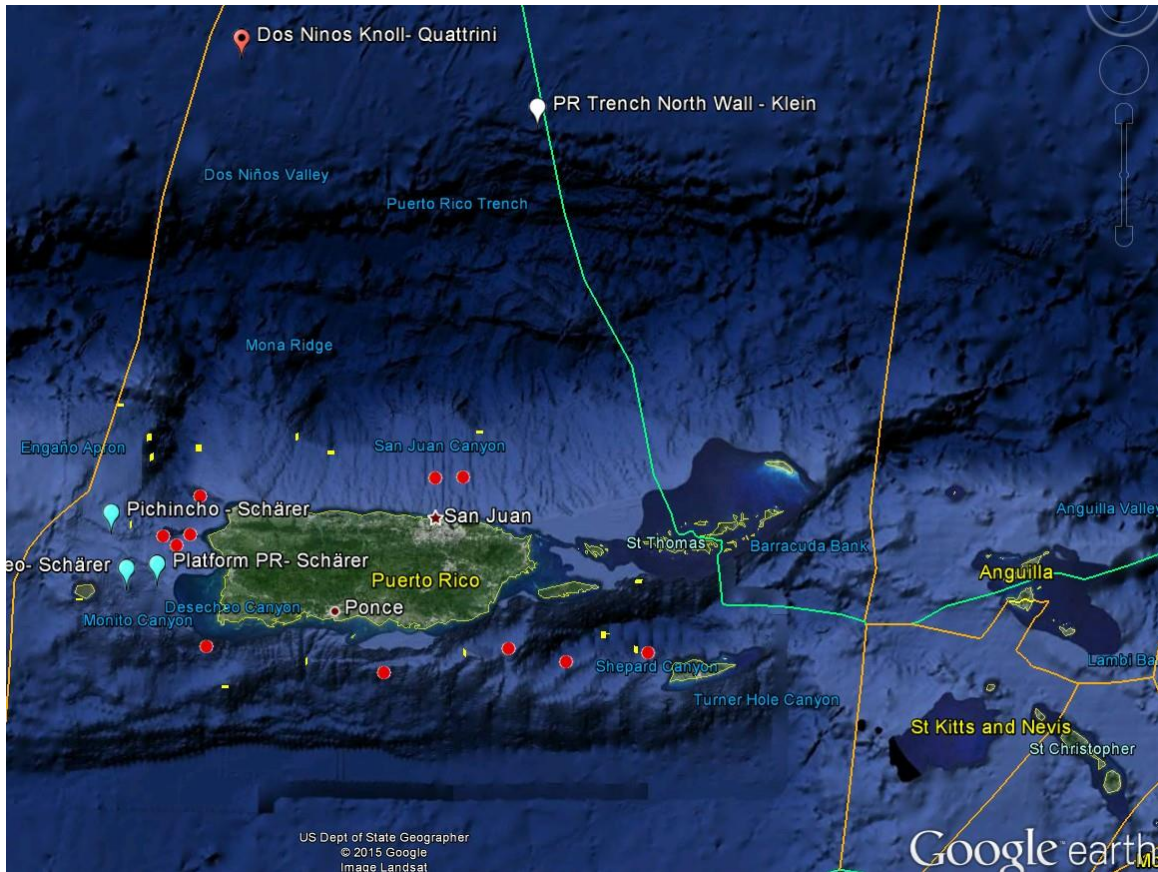 Dos Ninos Knoll- Quattrini
PR Trench North Wall - Klein
Dos Niños Valley
Puerto Rico Trench
Mona Ridge
Engaño Apron
San Juan Canyon
Pichincho - Schärer
San Juan
Anguilla Valley
St Thomas
Barracuda Bank
eo- Schärer
Platform PR- Schärer
Puerto Rico
Anguilla
Desecheo Canyon
Ponce
Monito Canyon
Shepard Canyon
Lambi Ba
Turner Hole Canyon
St Kitts and Nevis
St Christopher
US Dept of State Geographer
© 2015 Google
Image Landsat
Google earth
Mo